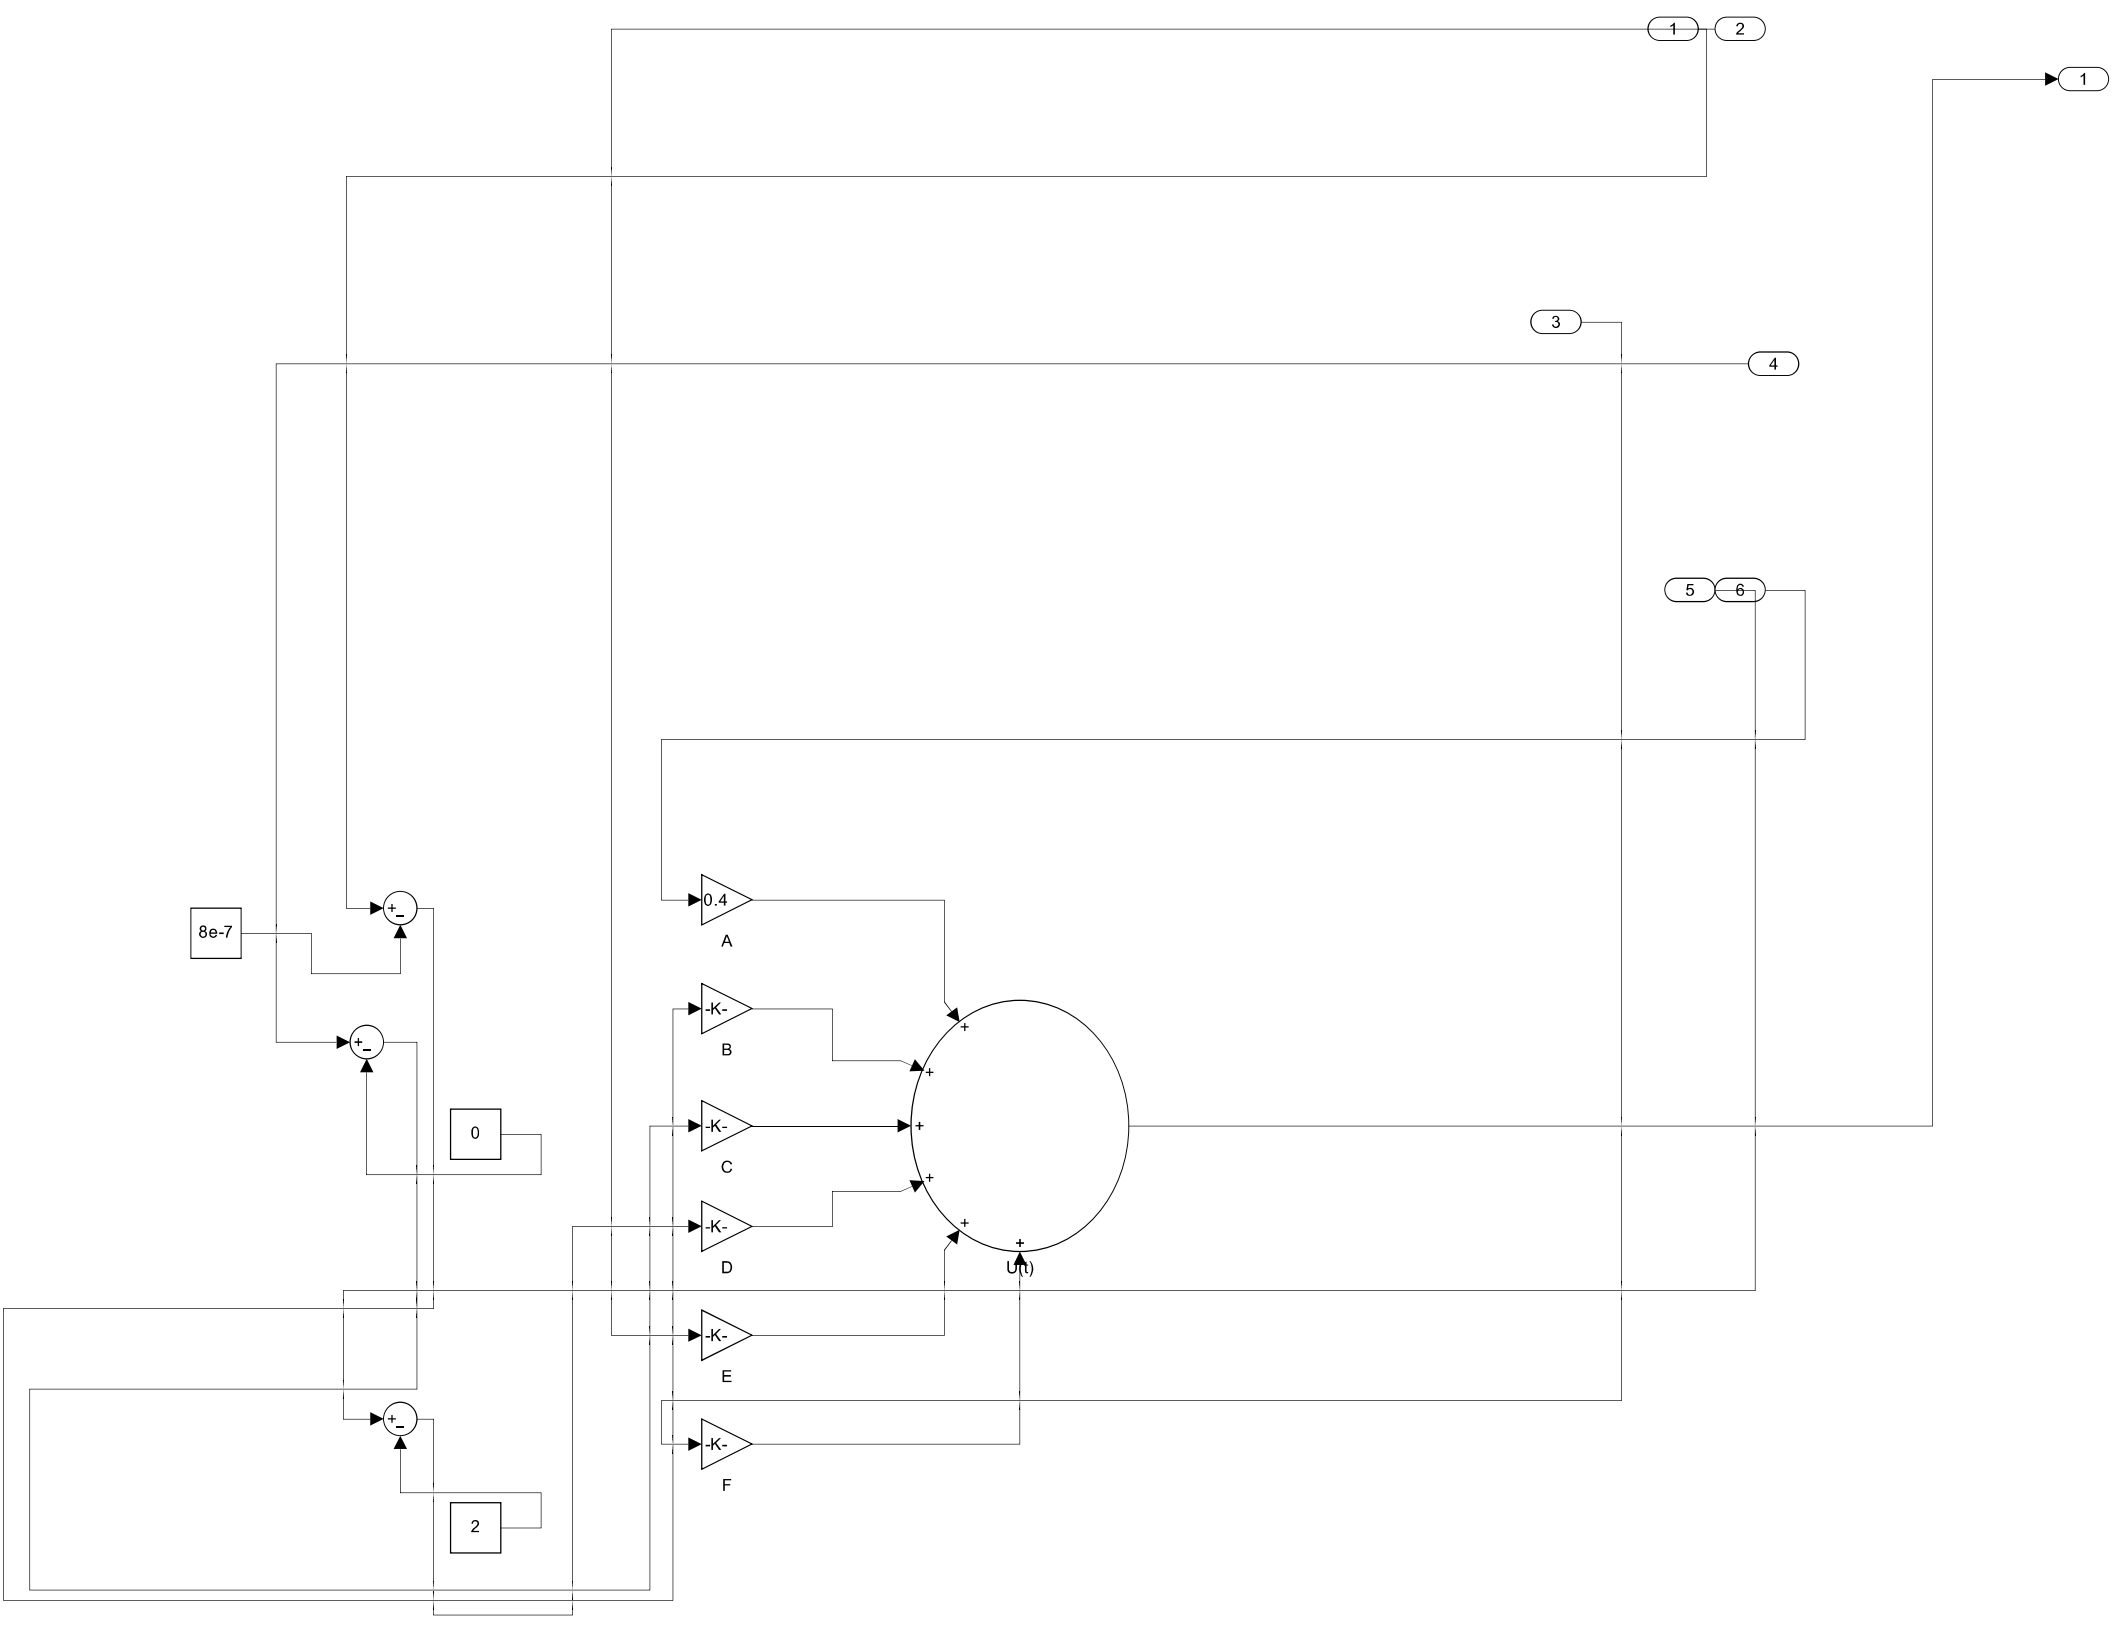 1
2
1
3
4
5
6
0.4
+
-
8e-7
A
-K-
+
B
+
-
+
-K-
+
0
C
+
-K-
+
D
+
U(t)
-K-
E
+
-
-K-
F
2